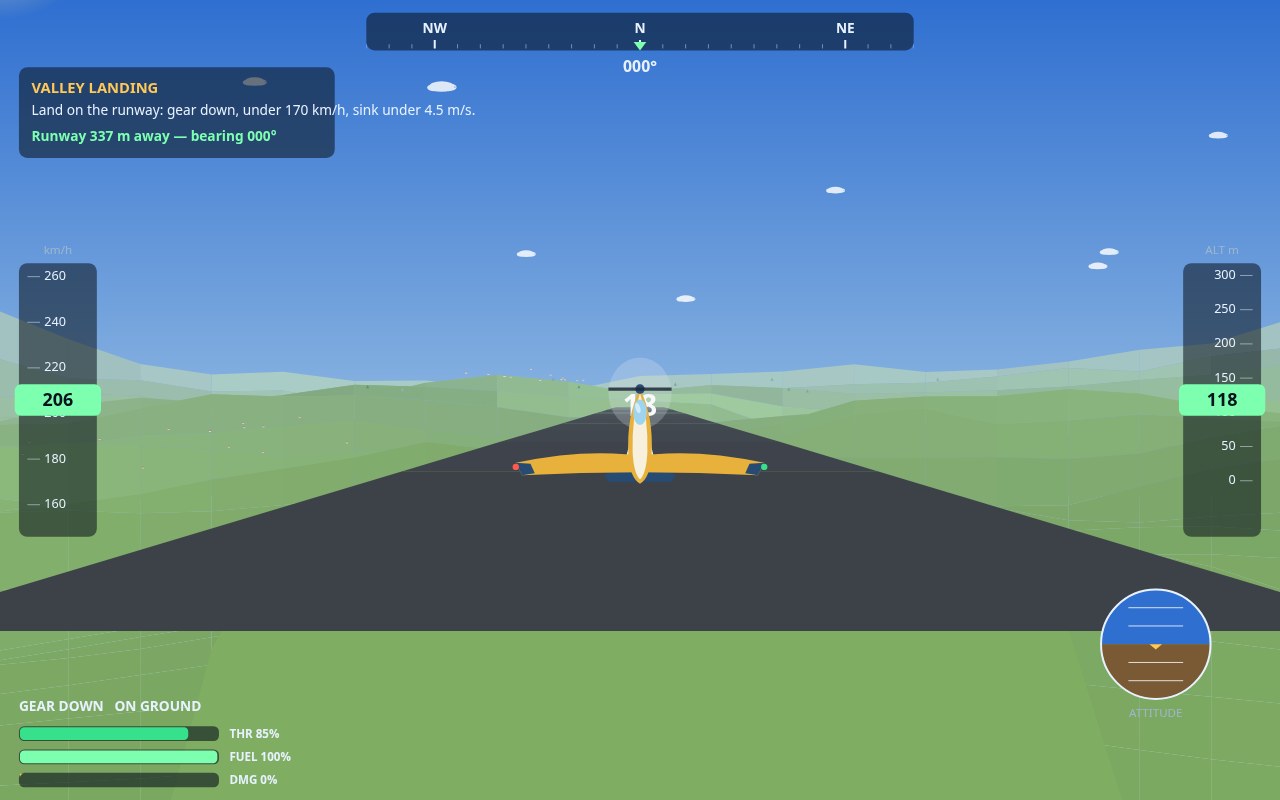 NW N NE
000°
VALLEY LANDING
Land on the runway: gear down, under 170 km/h, sink under 4.5 m/s.
Runway 337 m away — bearing 000°
km/h
260
240
220
206
180
160
ALT m
300
250
200
150
118
50
0
18
GEAR DOWN ON GROUND
THR 85%
FUEL 100%
DMG 0%
ATTITUDE